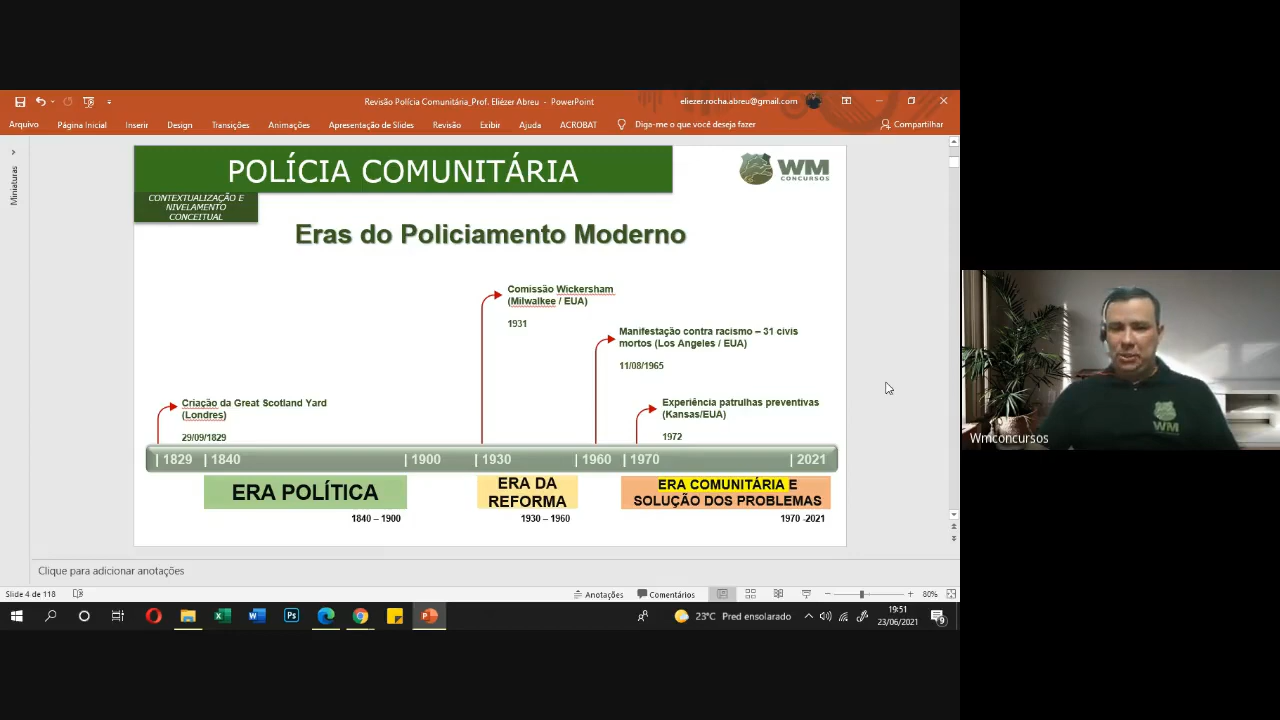 Revisão Polícia Comunitária_Prof. Eliézer Abreu - PowerPoint
eliezer.rocha.abreu@gmail.com
Arquivo Página Inicial Inserir Design Transições Animações Apresentação de Slides Revisão Exibir Ajuda ACROBAT Diga-me o que você deseja fazer Compartilhar
Miniaturas
POLÍCIA COMUNITÁRIA
WM
CONCURSOS
CONTEXTUALIZAÇÃO E
NIVELAMENTO
CONCEITUAL
Eras do Policiamento Moderno
Comissão Wickersham
(Milwalkee / EUA)
1931
Manifestação contra racismo – 31 civis
mortos (Los Angeles / EUA)
11/08/1965
Criação da Great Scotland Yard
(Londres)
29/09/1829
Experiência patrulhas preventivas
(Kansas/EUA)
1972
| 1829 | 1840 | 1900 | 1930 | 1960 | 1970 | 2021
ERA POLÍTICA
1840 – 1900
ERA DA
REFORMA
1930 – 1960
ERA COMUNITÁRIA E
SOLUÇÃO DOS PROBLEMAS
1970 -2021
WM
Wmconcursos
Clique para adicionar anotações
Slide 4 de 118 Anotações Comentários 80%
23°C Pred ensolarado
19:51
23/06/2021
9